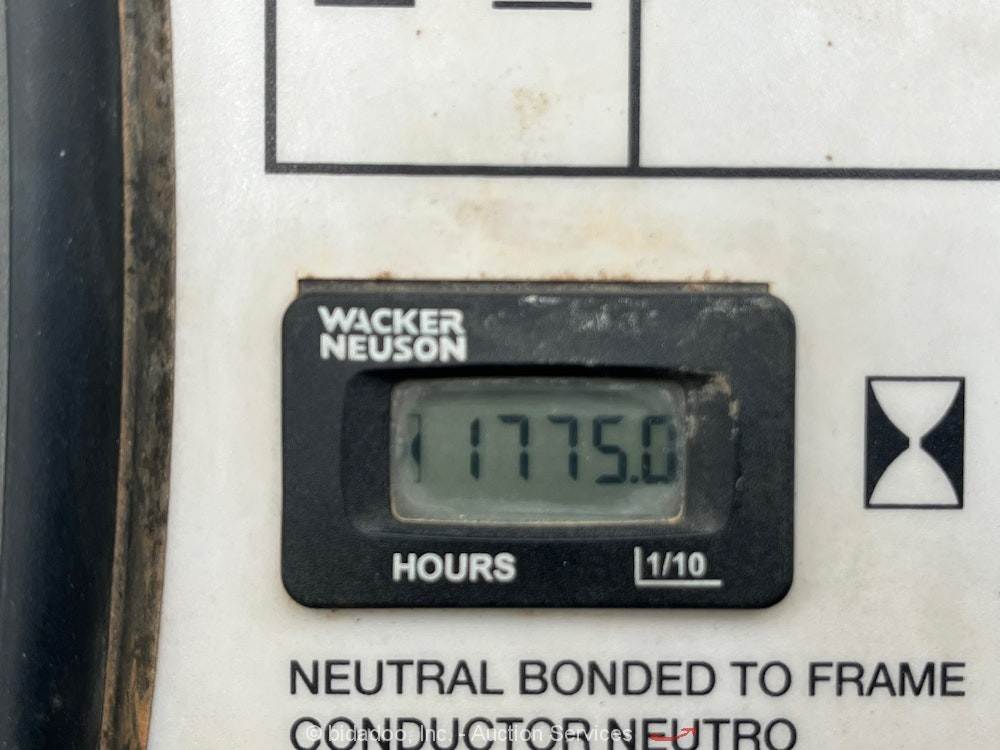 WACKER
NEUSON
1775.0
HOURS
1/10
NEUTRAL BONDED TO FRAME
CONDUCTOR NEUTRO
© bidadoo, Inc. - Auction Services